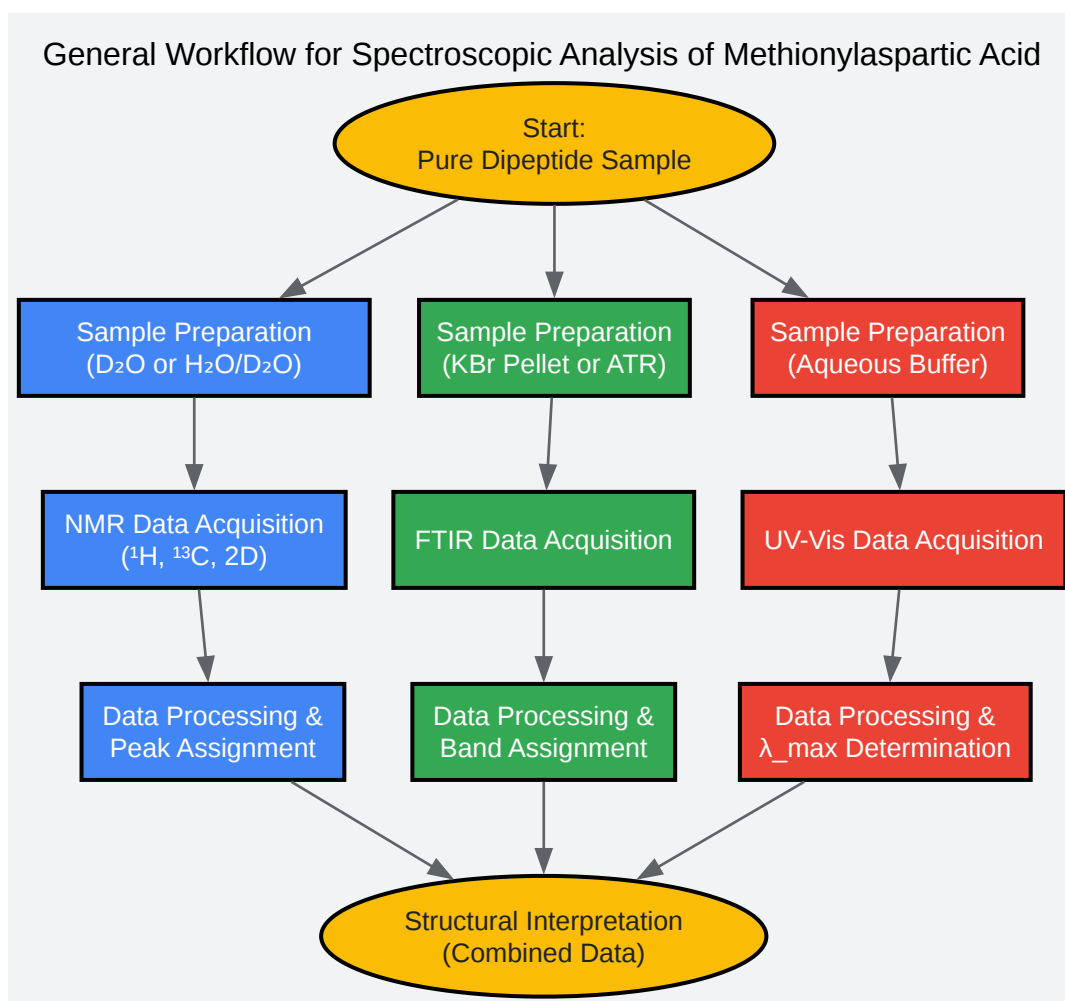 General Workflow for Spectroscopic Analysis of Methionylaspartic Acid
Start:
Pure Dipeptide Sample
Sample Preparation
(D₂O or H₂O/D₂O)
Sample Preparation
(KBr Pellet or ATR)
Sample Preparation
(Aqueous Buffer)
NMR Data Acquisition
(¹H, ¹³C, 2D)
FTIR Data Acquisition
UV-Vis Data Acquisition
Data Processing &
Peak Assignment
Data Processing &
Band Assignment
Data Processing &
λ_max Determination
Structural Interpretation
(Combined Data)